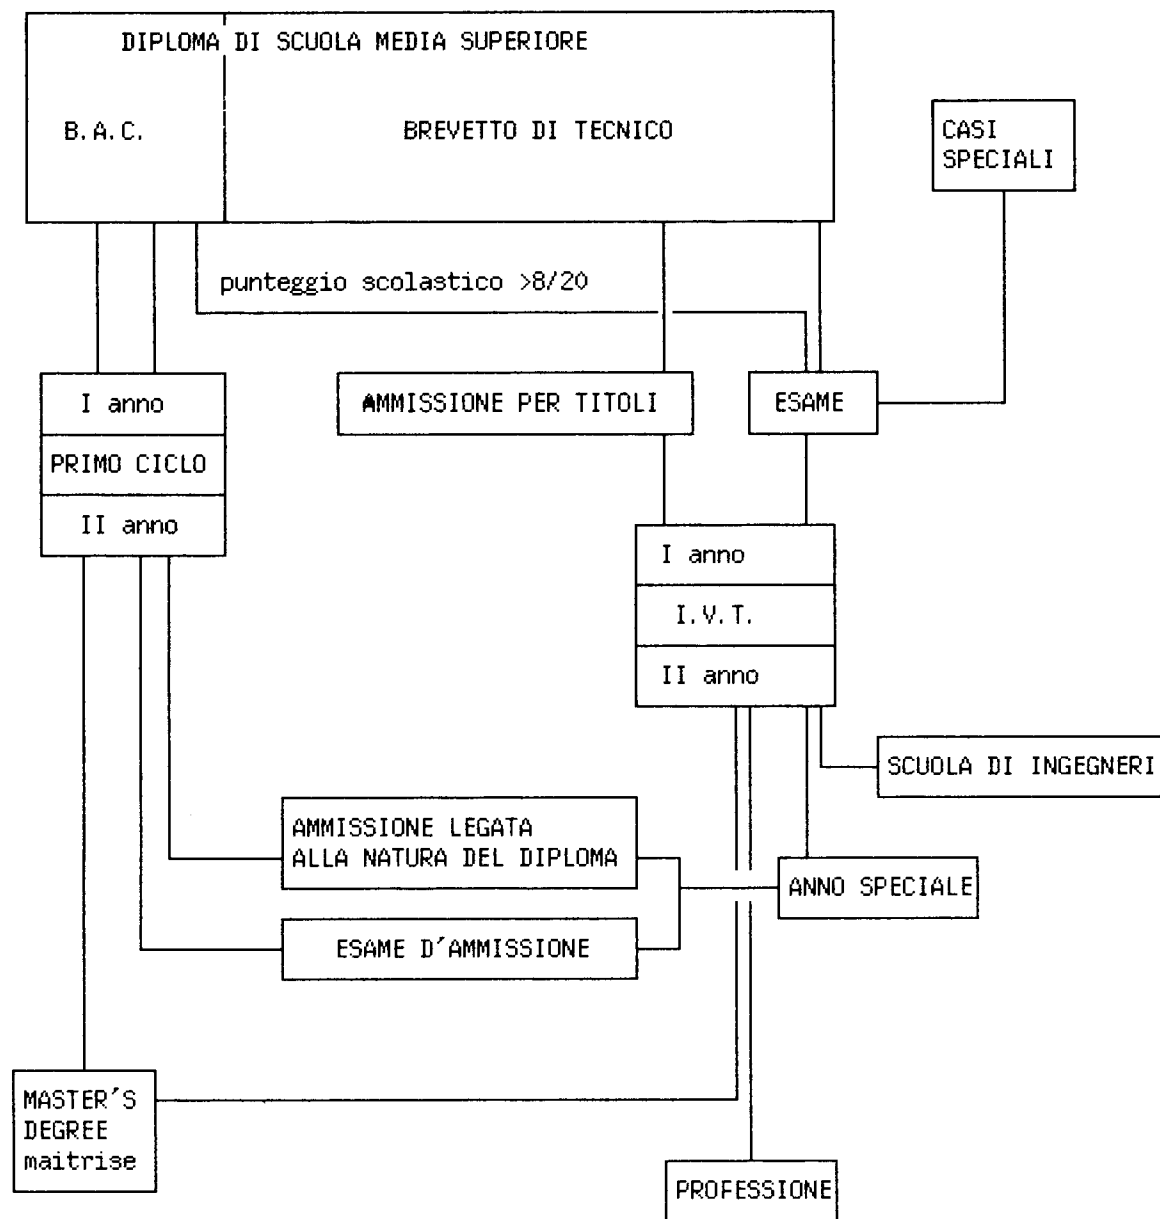 DIPLOMA DI SCUOLA MEDIA SUPERIORE
B.A.C.
BREVETTO DI TECNICO
CASI
SPECIALI
punteggio scolastico >8/20
I anno
PRIMO CICLO
II anno
AMMISSIONE PER TITOLI
ESAME
I anno
I.V.T.
II anno
SCUOLA DI INGEGNERI
AMMISSIONE LEGATA
ALLA NATURA DEL DIPLOMA
ANNO SPECIALE
ESAME D'AMMISSIONE
MASTER'S
DEGREE
maitrise
PROFESSIONE